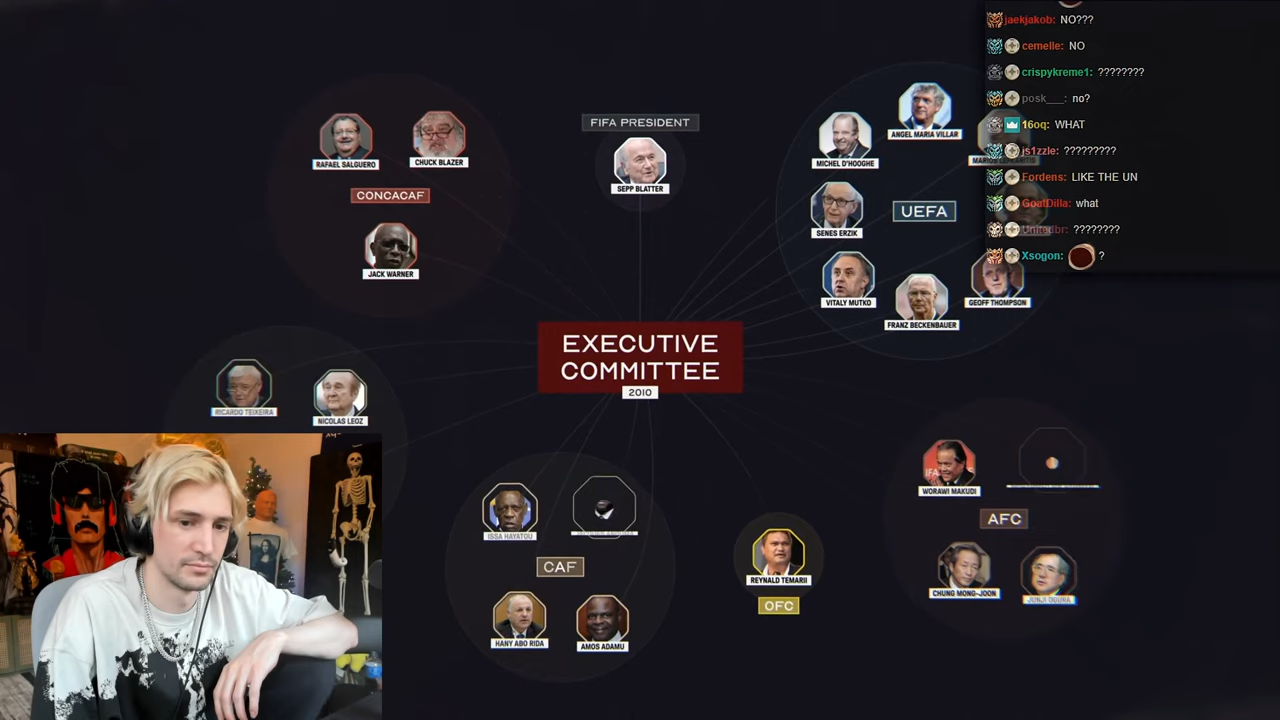 jaekjakob: NO???
cemelle: NO
crispykreme1: ????????
posk___: no?
16oq: WHAT
js1zzle: ?????????
Fordens: LIKE THE UN
GoatDilla: what
Unitedbr: ????????
Xsogon: ?
FIFA PRESIDENT
SEPP BLATTER
RAFAEL SALGUERO
CHUCK BLAZER
CONCACAF
JACK WARNER
ANGEL MARIA VILLAR
MICHEL D'HOOGHE
SENES ERZIK
UEFA
VITALY MUTKO
FRANZ BECKENBAUER
GEOFF THOMPSON
EXECUTIVE
COMMITTEE
2010
RICARDO TEIXEIRA
NICOLAS LEOZ
ISSA HAYATOU
CAF
HANY ABO RIDA
AMOS ADAMU
REYNALD TEMARII
OFC
WORAWI MAKUDI
AFC
CHUNG MONG-JOON
JUNJI OGURA